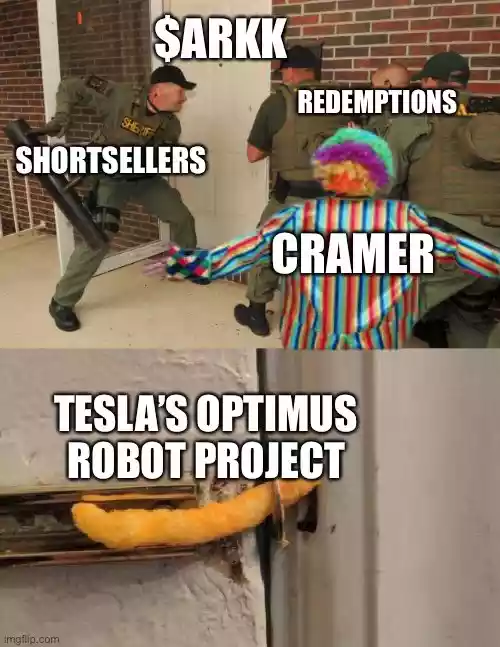 $ARKK
REDEMPTIONS
SHORTSELLERS
SHERIFF
CRAMER
TESLA'S OPTIMUS
ROBOT PROJECT
imgflip.com